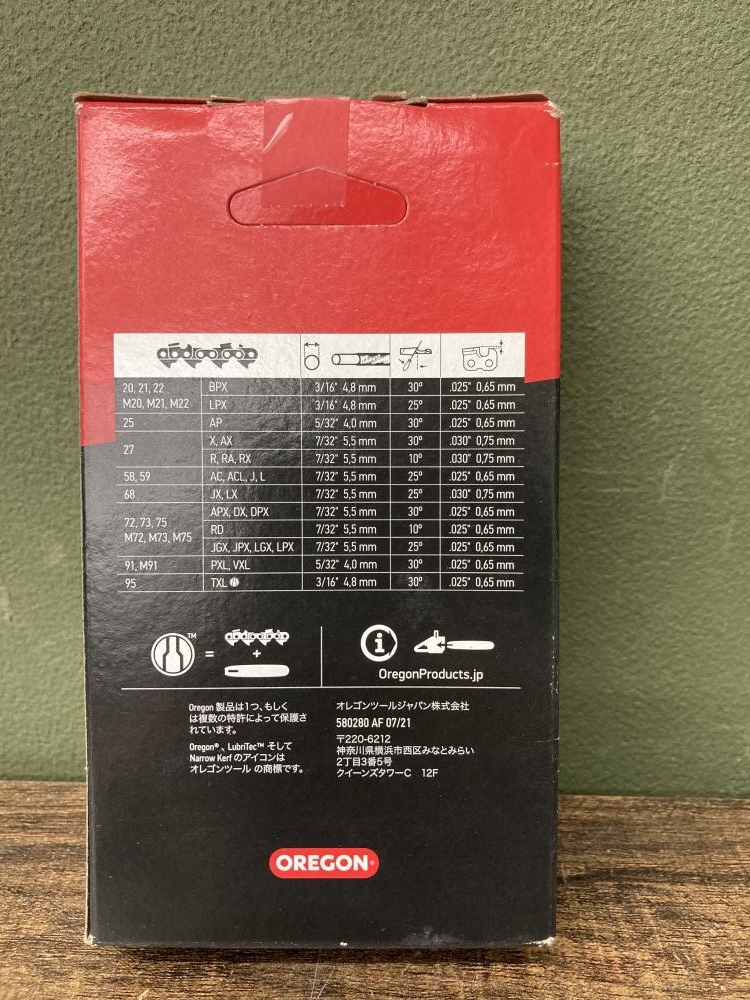 20, 21, 22 BPX 3/16" 4,8 mm 30° .025" 0,65 mm
M20, M21, M22 LPX 3/16" 4,8 mm 25° .025" 0,65 mm
25 AP 5/32" 4,0 mm 30° .025" 0,65 mm
27 X, AX 7/32" 5,5 mm 30° .030" 0,75 mm
R, RA, RX 7/32" 5,5 mm 10° .030" 0,75 mm
58, 59 AC, ACL, J, L 7/32" 5,5 mm 25° .025" 0,65 mm
68 JX, LX 7/32" 5,5 mm 25° .030" 0,75 mm
72, 73, 75 APX, DX, DPX 7/32" 5,5 mm 30° .025" 0,65 mm
M72, M73, M75 RD 7/32" 5,5 mm 10° .025" 0,65 mm
JGX, JPX, LGX, LPX 7/32" 5,5 mm 25° .025" 0,65 mm
91, M91 PXL, VXL 5/32" 4,0 mm 30° .025" 0,65 mm
95 TXL 3/16" 4,8 mm 30° .025" 0,65 mm
™ = +
i
OregonProducts.jp
Oregon 製品は1つ、もしく
は複数の特許によって保護さ
れています。
Oregon®、LubriTec™ そして
Narrow Kerf のアイコンは
オレゴンツール の商標です。
オレゴンツールジャパン株式会社
580280 AF 07/21
〒220-6212
神奈川県横浜市西区みなとみらい
2丁目3番5号
クイーンズタワーC 12F
OREGON®